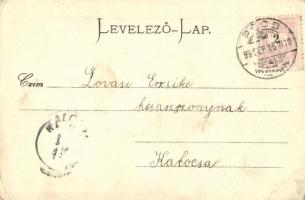 LEVELEZŐ-LAP.
Czim
Lovasi Erzsike
kisasszonynak
Kalocsa